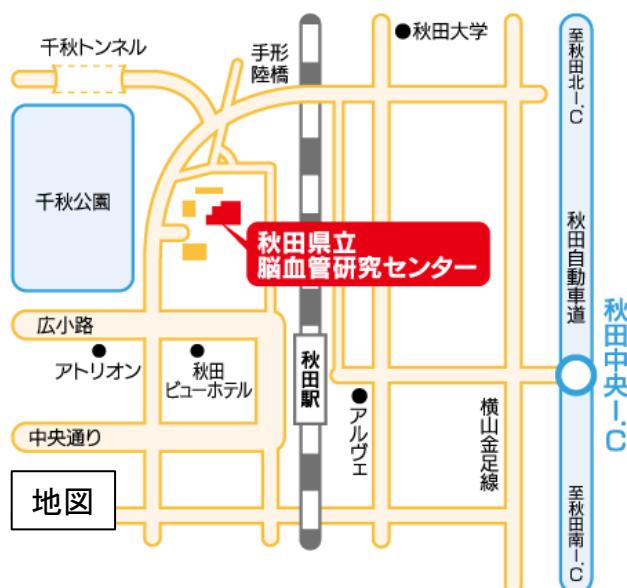 千秋トンネル
手形
陸橋
秋田大学
至秋田北I.C
千秋公園
秋田県立
脳血管研究センター
秋田自動車道
広小路
アトリオン
秋田
ビューホテル
秋田駅
アルヴェ
秋田中央I.C
中央通り
横山金足線
地図
至秋田南I.C